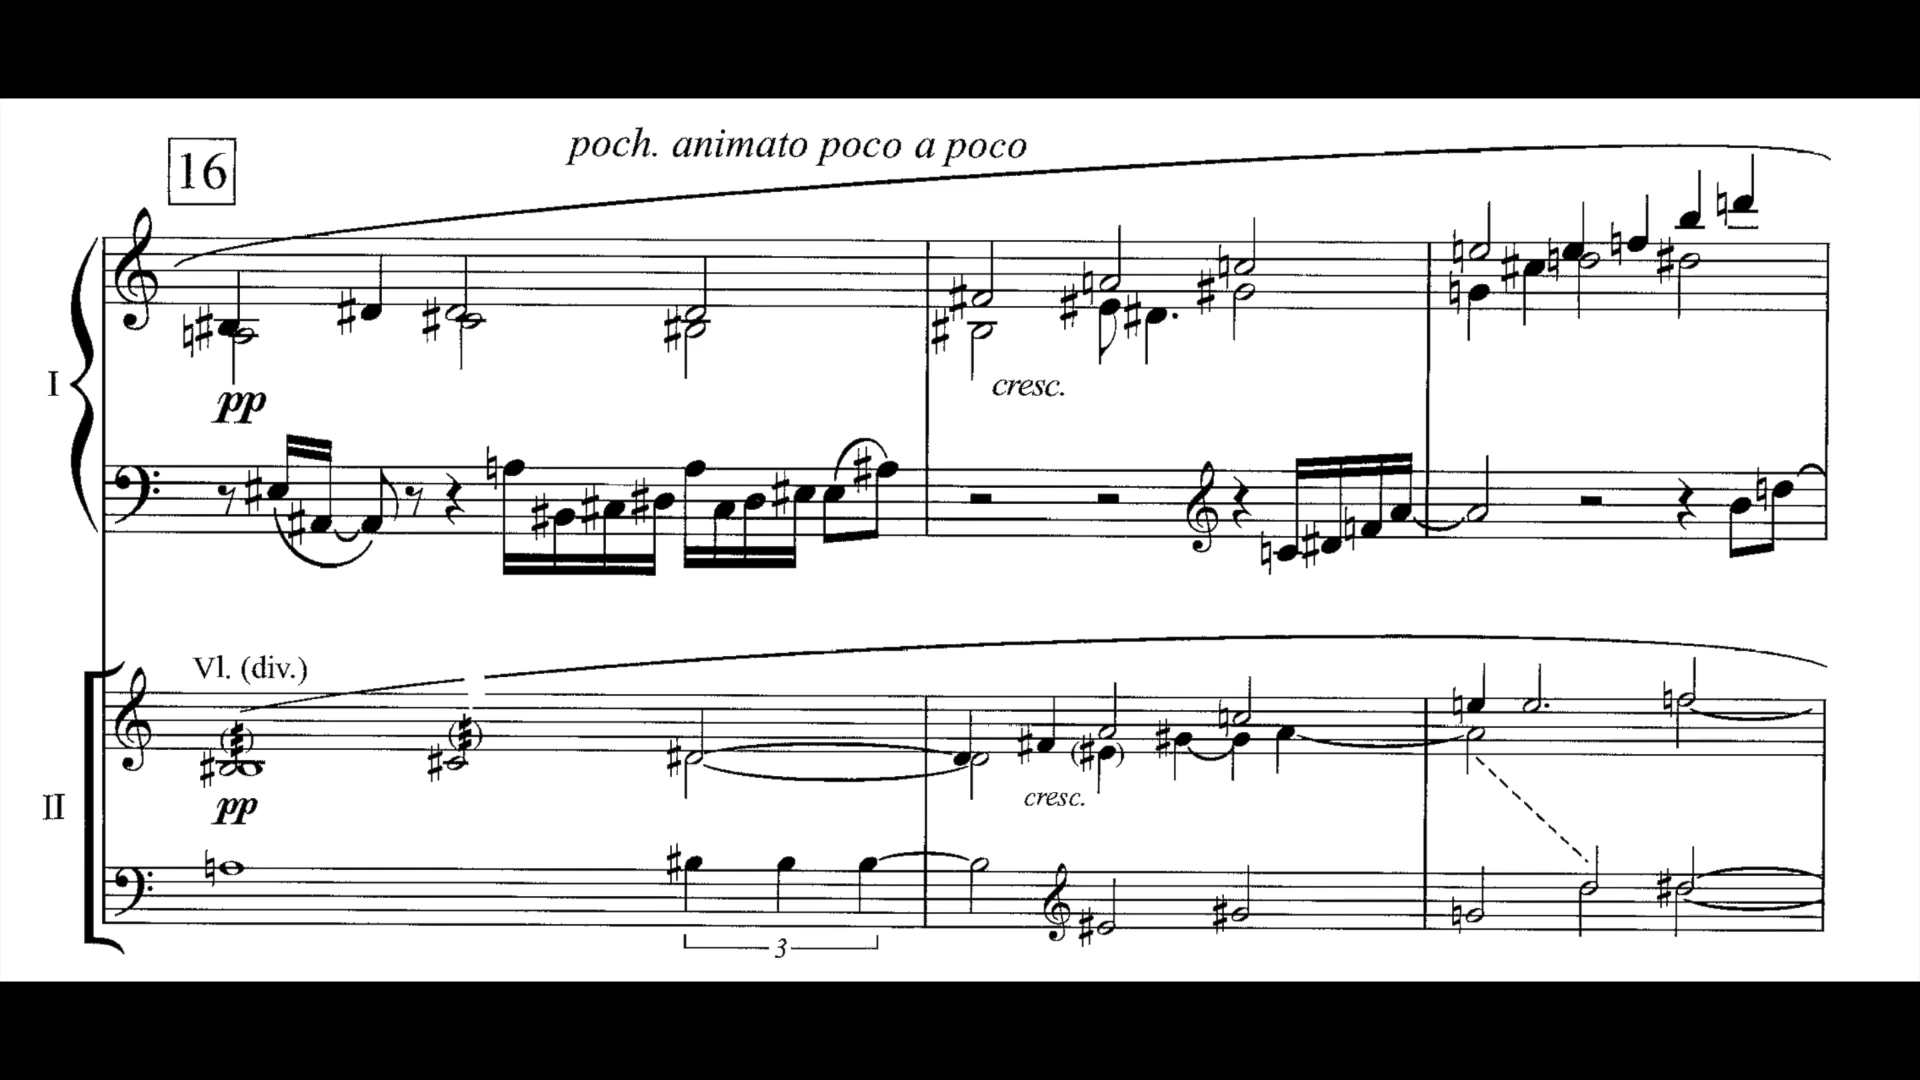 16
poch. animato poco a poco
I
pp
cresc.
Vl. (div.)
II
pp
cresc.
3